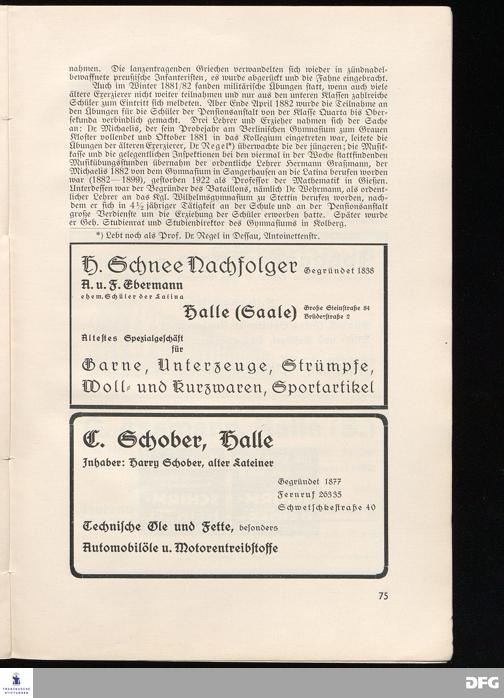 nahmen. Die lanzentragenden Griechen verwandelten sich wieder in zündnadel-
bewaffnete preußische Infanteristen, es wurde abgerückt und die Fahne eingebracht.
Auch im Winter 1881/82 fanden militärische Übungen statt, wenn auch viele
ältere Exerzierer nicht weiter teilnahmen und nur aus den unteren Klassen zahlreiche
Schüler zum Eintritt sich meldeten. Aber Ende April 1882 wurde die Teilnahme an
den Übungen für die Schüler der Pensionsanstalt von der Klasse Quarta bis Ober-
sekunda verbindlich gemacht. Drei Lehrer und Erzieher nahmen sich der Sache
an: Dr. Michaelis, der sein Probejahr am Berlinischen Gymnasium zum Grauen
Kloster vollendet und Oktober 1881 in das Kollegium eingetreten war, leitete die
Übungen der älteren Exerzierer, Dr. Regel*) überwachte die der jüngeren; die Musik-
kasse und die gelegentlichen Inspektionen bei den viermal in der Woche stattfindenden
Musikübungsstunden übernahm der ordentliche Lehrer Hermann Graßmann, der
Michaelis 1882 von dem Gymnasium in Sangerhausen an die Latina berufen worden
war (1882—1899), gestorben 1922 als Professor der Mathematik in Gießen.
Unterdessen war der Begründer des Bataillons, nämlich Dr. Wehrmann, als ordent-
licher Lehrer an das Kgl. Wilhelmsgymnasium zu Stettin berufen worden, nach-
dem er sich in 4½ jähriger Tätigkeit an der Schule und an der Pensionsanstalt
große Verdienste um die Erziehung der Schüler erworben hatte. Später wurde
er Geh. Studienrat und Studiendirektor des Gymnasiums in Kolberg.
*) Lebt noch als Prof. Dr. Regel in Dessau, Antoinettenstr.
H. Schnee Nachfolger Gegründet 1838
A. u. F. Ebermann
ehem. Schüler der Latina
Halle (Saale) Große Steinstraße 84
Brüderstraße 2
Ältestes Spezialgeschäft
für
Garne, Unterzeuge, Strümpfe,
Woll- und Kurzwaren, Sportartikel
C. Schober, Halle
Inhaber: Harry Schober, alter Lateiner
Gegründet 1877
Fernruf 26335
Schwetschkestraße 40
Technische Öle und Fette, besonders
Automobilöle u. Motorentreibstoffe
75
FRANCKESCHE
STIFTUNGEN
DFG